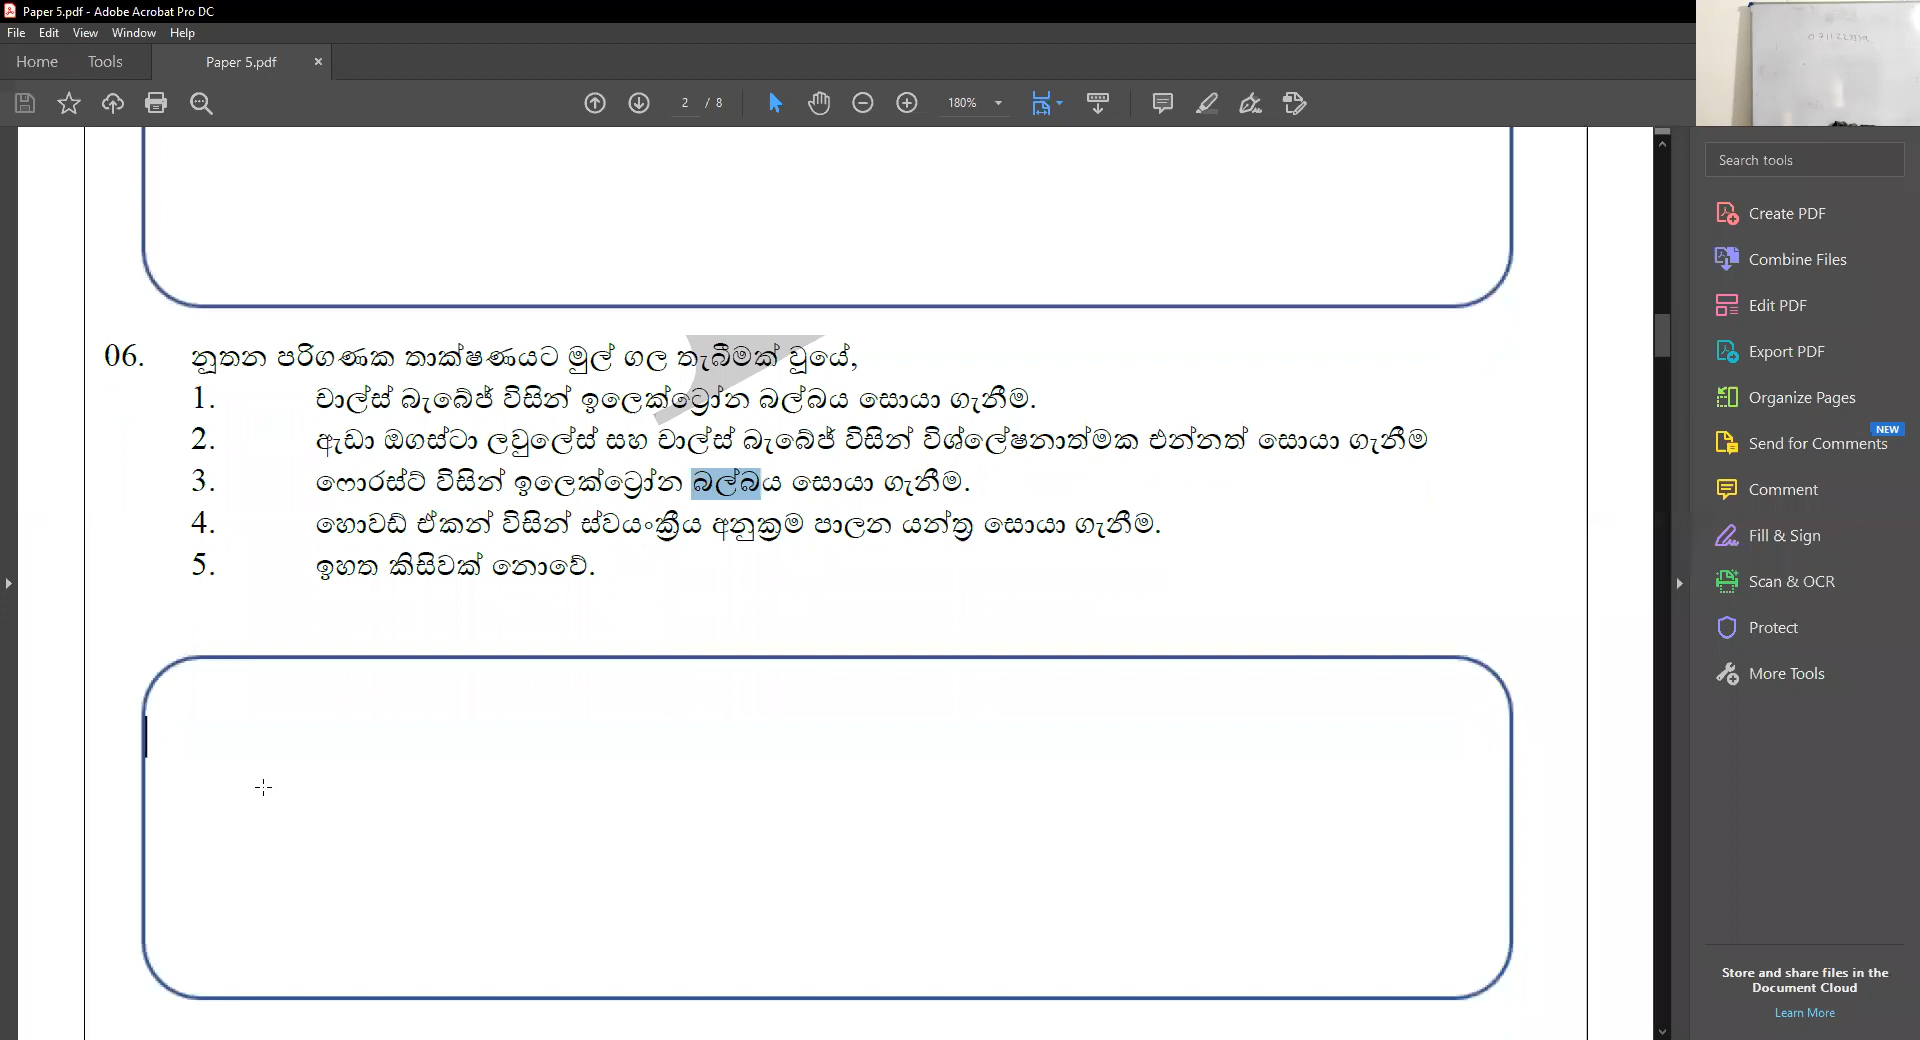 Paper 5.pdf - Adobe Acrobat Pro DC
File Edit View Window Help
Home Tools Paper 5.pdf ×
2 / 8 180%
Search tools
Create PDF
Combine Files
Edit PDF
Export PDF
Organize Pages
NEW
Send for Comments
Comment
Fill & Sign
Scan & OCR
Protect
More Tools
Store and share files in the
Document Cloud
Learn More
06. නූතන පරිගණක තාක්ෂණයට මුල් ගල තැබීමක් වූයේ,
1. චාල්ස් බැබේජ් විසින් ඉලෙක්ට්‍රෝන බල්බය සොයා ගැනීම.
2. ඇඩා ඔගස්ටා ලවුලේස් සහ චාල්ස් බැබේජ් විසින් විශ්ලේෂනාත්මක එන්නත් සොයා ගැනීම
3. ෆොරස්ට් විසින් ඉලෙක්ට්‍රෝන බල්බය සොයා ගැනීම.
4. හොවඩ් ඒකන් විසින් ස්වයංක්‍රීය අනුක්‍රම පාලන යන්ත්‍ර සොයා ගැනීම.
5. ඉහත කිසිවක් නොවේ.